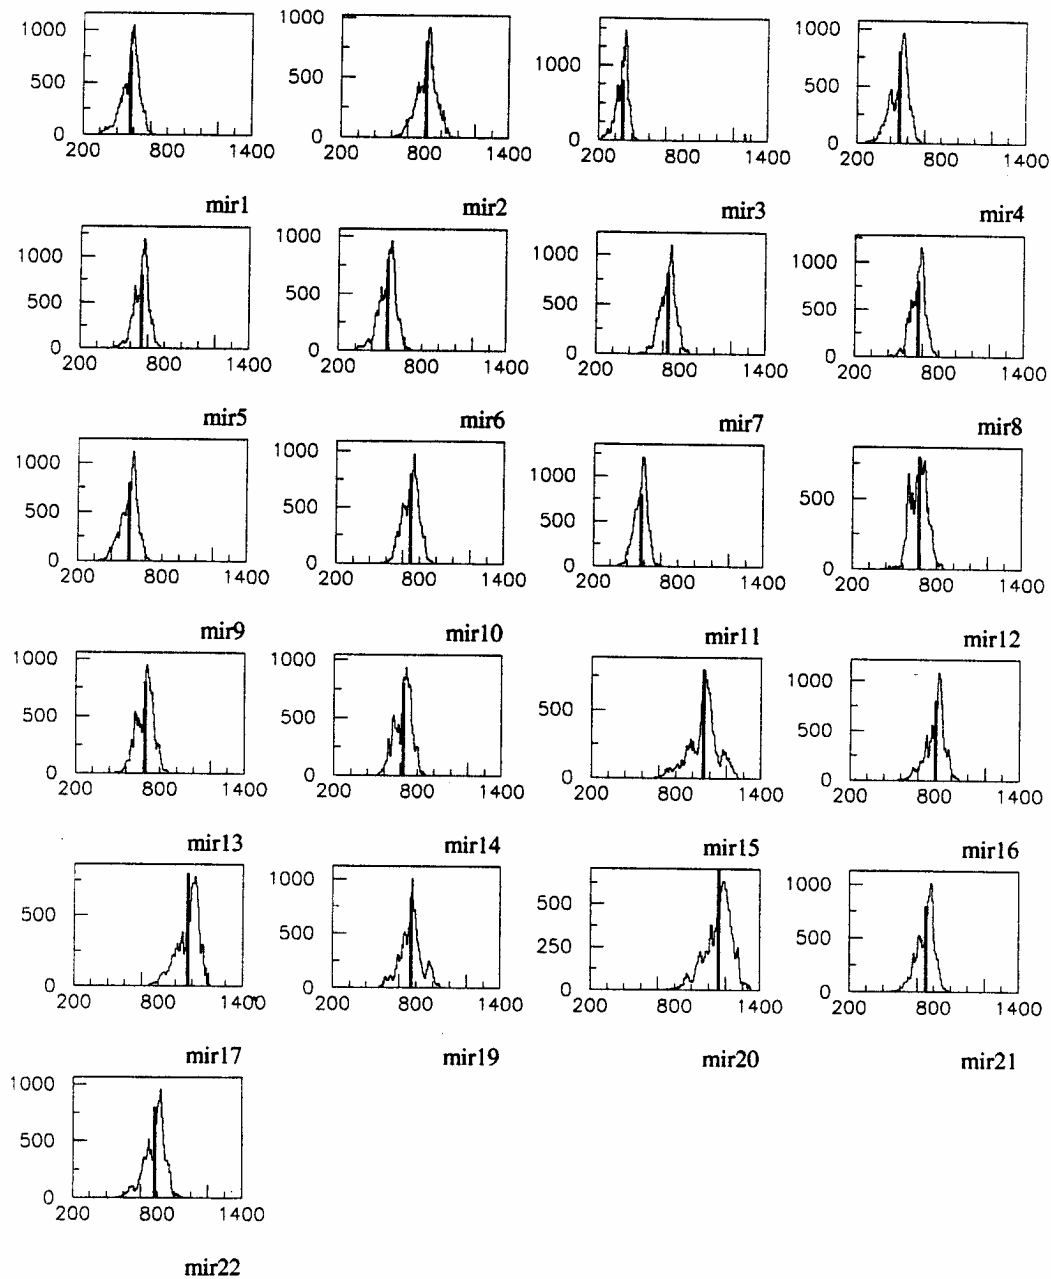 1000 1000 1000 1000
500 500 500
0 0 0 0
200 800 1400 200 800 1400 200 800 1400 200 800 1400
mir1 mir2 mir3 mir4
1000 1000 1000 1000
500 500 500 500
0 0 0 0
200 800 1400 200 800 1400 200 800 1400 200 800 1400
mir5 mir6 mir7 mir8
1000 1000 1000
500 500 500 500
0 0 0 0
200 800 1400 200 800 1400 200 800 1400 200 800 1400
mir9 mir10 mir11 mir12
1000 1000 1000
500 500 500 500
0 0 0 0
200 800 1400 200 800 1400 200 800 1400 200 800 1400
mir13 mir14 mir15 mir16
1000 1000
500 500 500 500
250
0 0 0 0
200 800 1400 200 800 1400 200 800 1400 200 800 1400
mir17 mir19 mir20 mir21
1000
500
0
200 800 1400
mir22